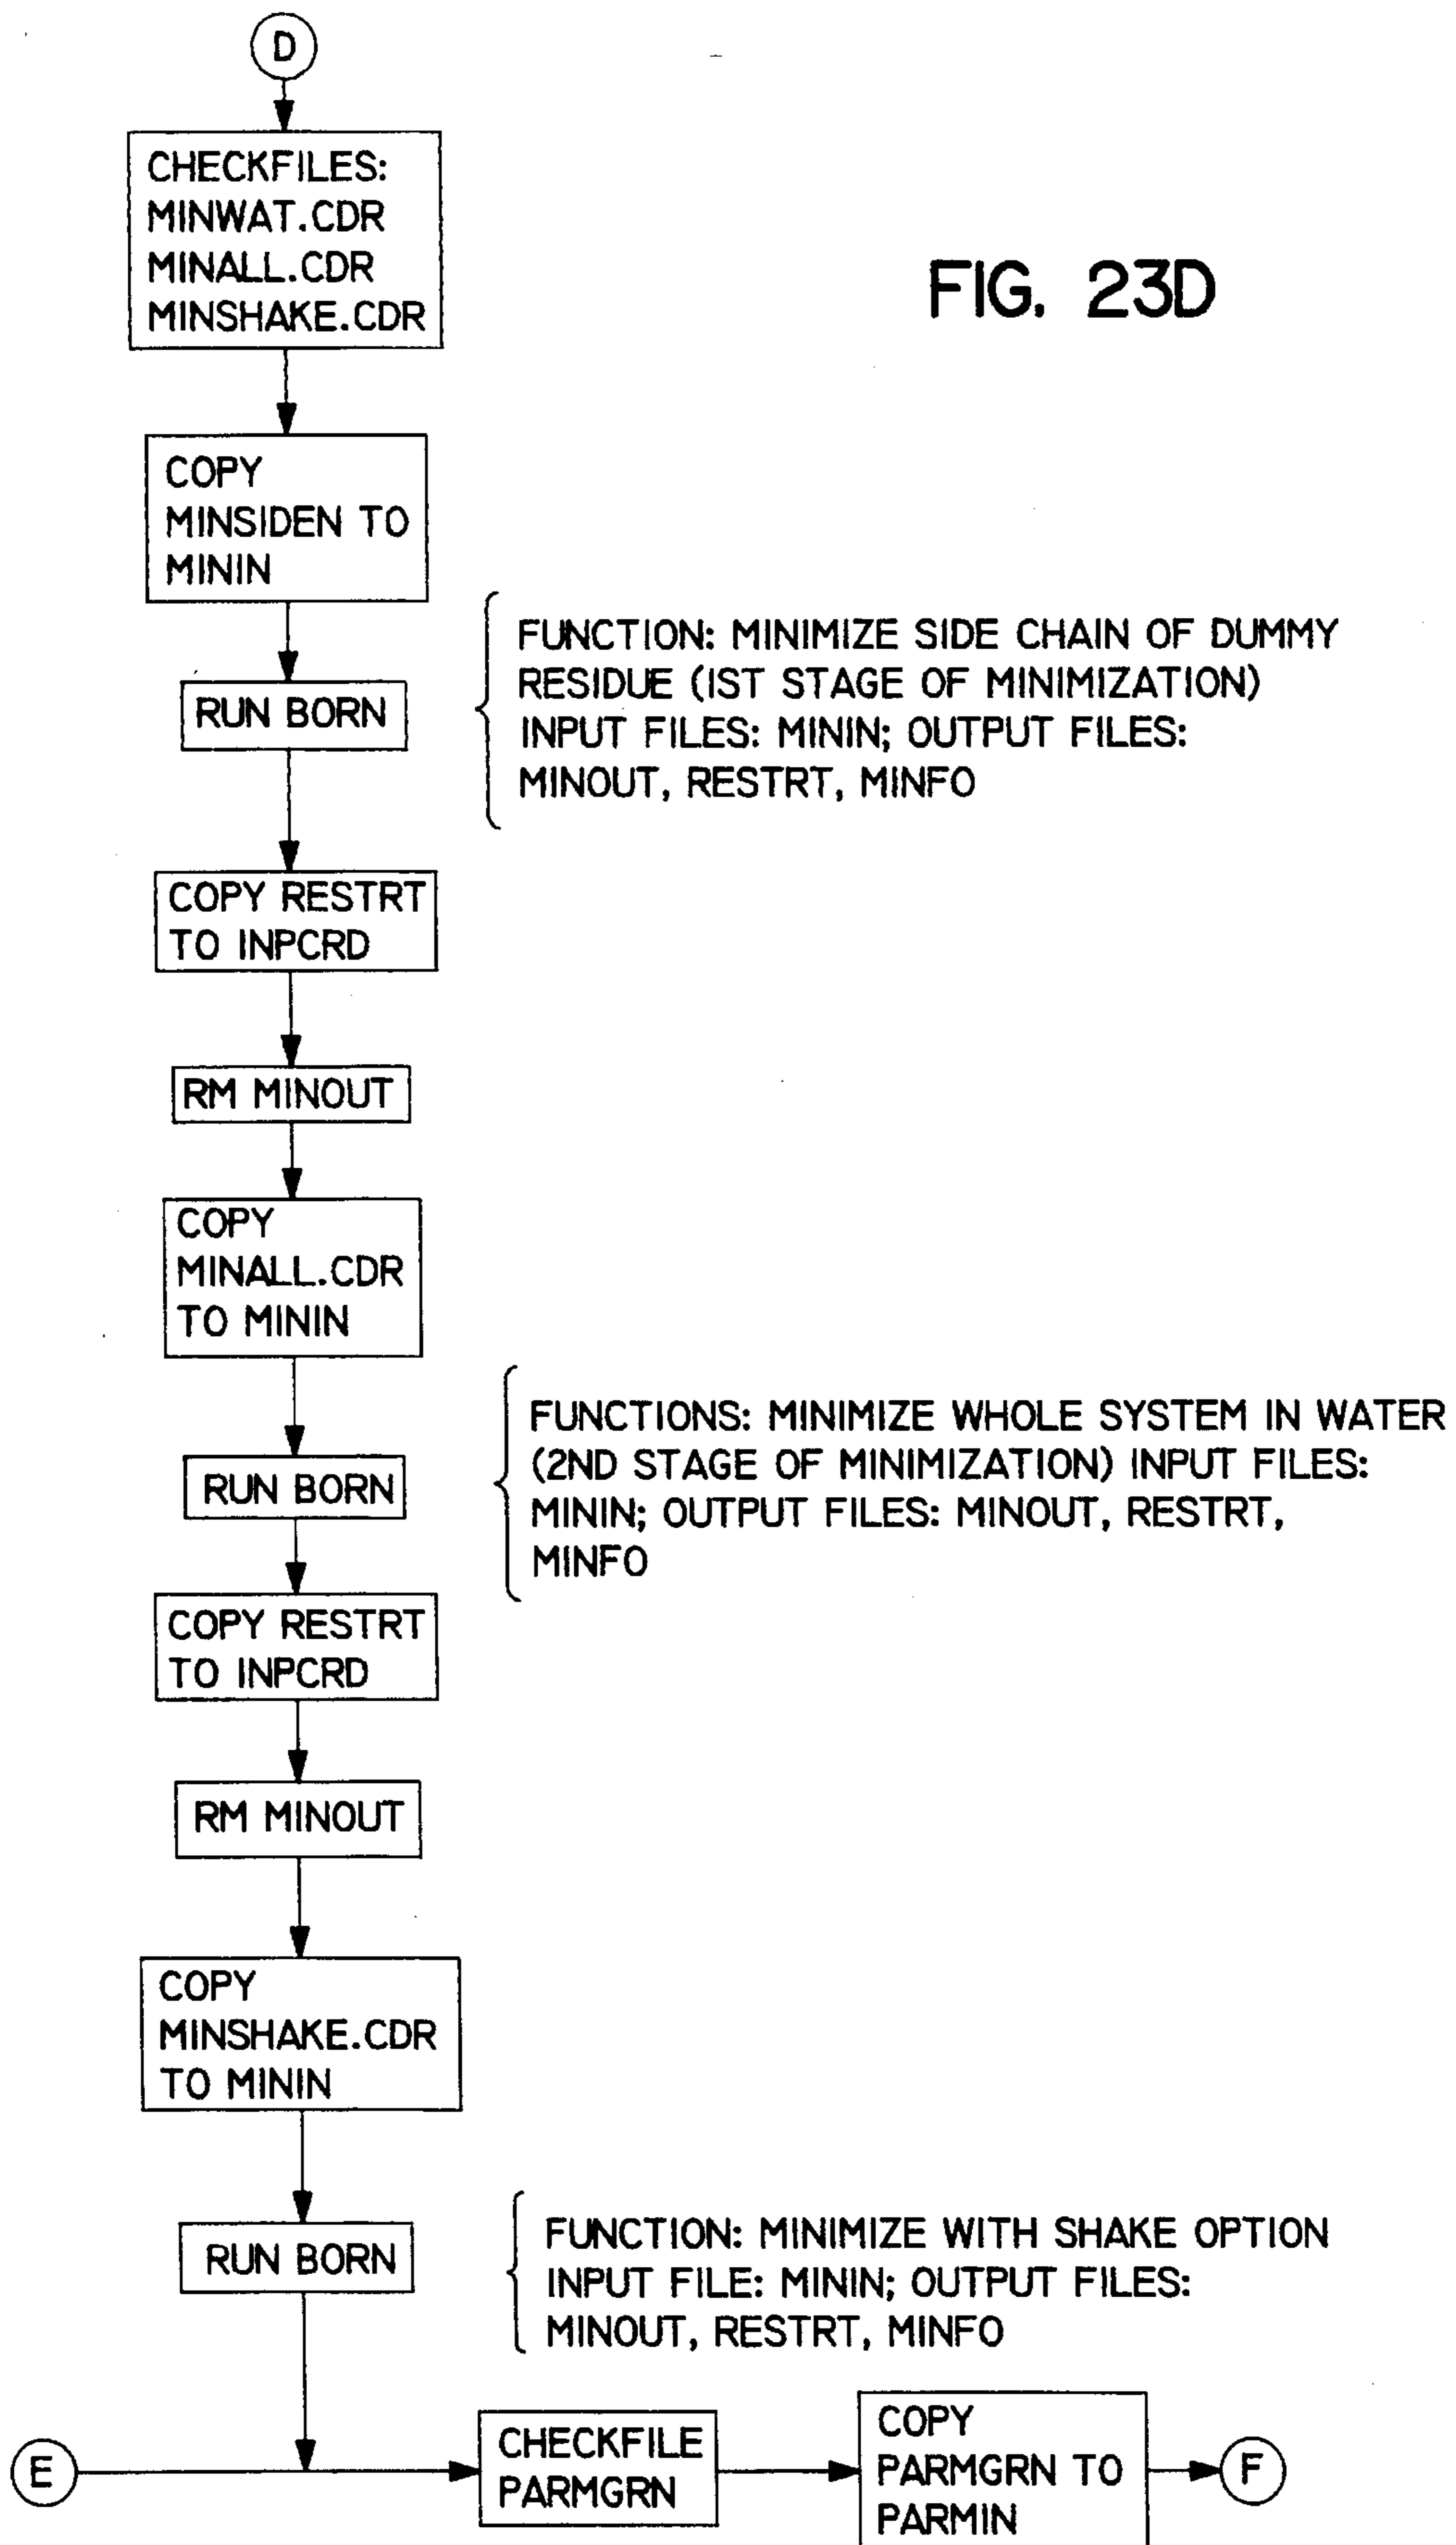 D
CHECKFILES:
MINWAT.CDR
MINALL.CDR
MINSHAKE.CDR
FIG. 23D
COPY
MINSIDEN TO
MININ
RUN BORN
FUNCTION: MINIMIZE SIDE CHAIN OF DUMMY
RESIDUE (IST STAGE OF MINIMIZATION)
INPUT FILES: MININ; OUTPUT FILES:
MINOUT, RESTRT, MINFO
COPY RESTRT
TO INPCRD
RM MINOUT
COPY
MINALL.CDR
TO MININ
RUN BORN
FUNCTIONS: MINIMIZE WHOLE SYSTEM IN WATER
(2ND STAGE OF MINIMIZATION) INPUT FILES:
MININ; OUTPUT FILES: MINOUT, RESTRT,
MINFO
COPY RESTRT
TO INPCRD
RM MINOUT
COPY
MINSHAKE.CDR
TO MININ
RUN BORN
FUNCTION: MINIMIZE WITH SHAKE OPTION
INPUT FILE: MININ; OUTPUT FILES:
MINOUT, RESTRT, MINFO
E
CHECKFILE
PARMGRN
COPY
PARMGRN TO
PARMIN
F